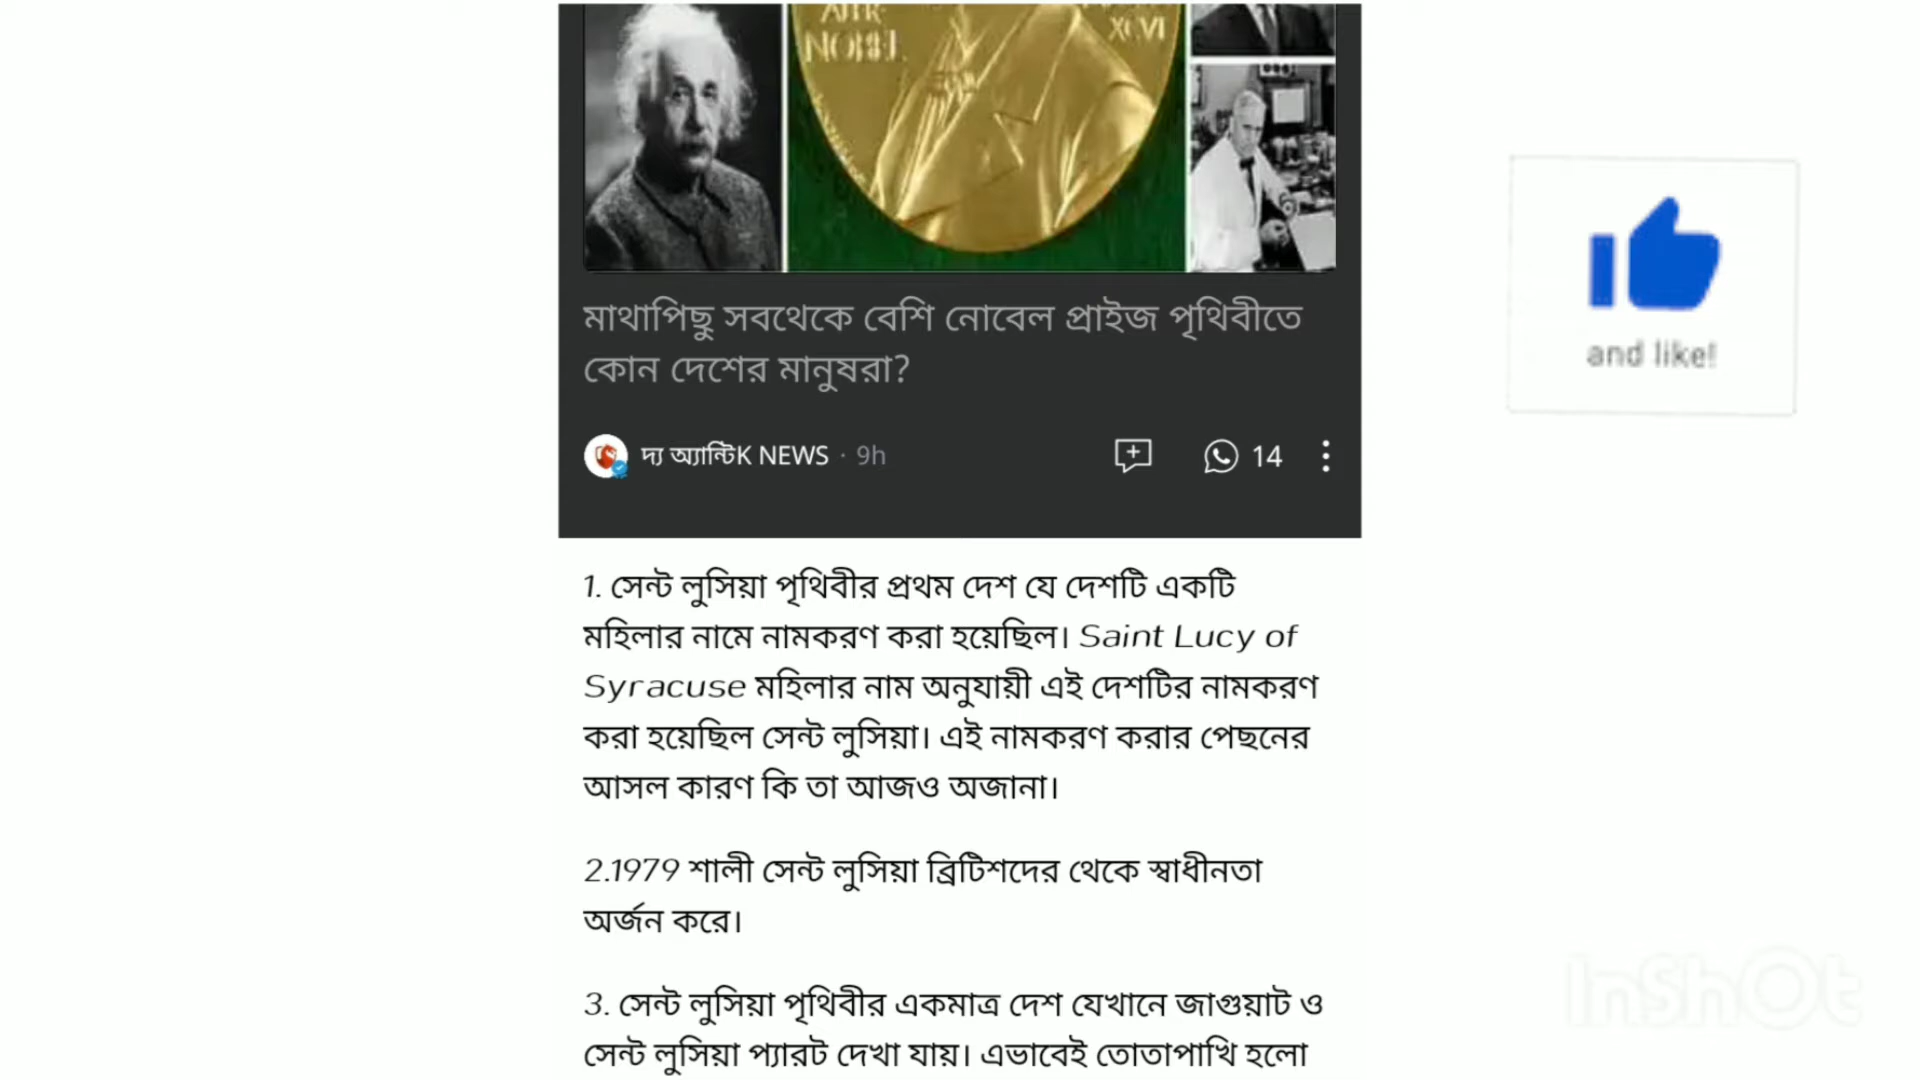 NOBEL
XCVI
মাথাপিছু সবথেকে বেশি নোবেল প্রাইজ পৃথিবীতে
কোন দেশের মানুষরা?
দ্য অ্যান্টিK NEWS · 9h
14
and like!
1. সেন্ট লুসিয়া পৃথিবীর প্রথম দেশ যে দেশটি একটি
মহিলার নামে নামকরণ করা হয়েছিল। Saint Lucy of
Syracuse মহিলার নাম অনুযায়ী এই দেশটির নামকরণ
করা হয়েছিল সেন্ট লুসিয়া। এই নামকরণ করার পেছনের
আসল কারণ কি তা আজও অজানা।
2.1979 শালী সেন্ট লুসিয়া ব্রিটিশদের থেকে স্বাধীনতা
অর্জন করে।
3. সেন্ট লুসিয়া পৃথিবীর একমাত্র দেশ যেখানে জাগুয়াট ও
সেন্ট লুসিয়া প্যারট দেখা যায়। এভাবেই তোতাপাখি হলো
InShOt